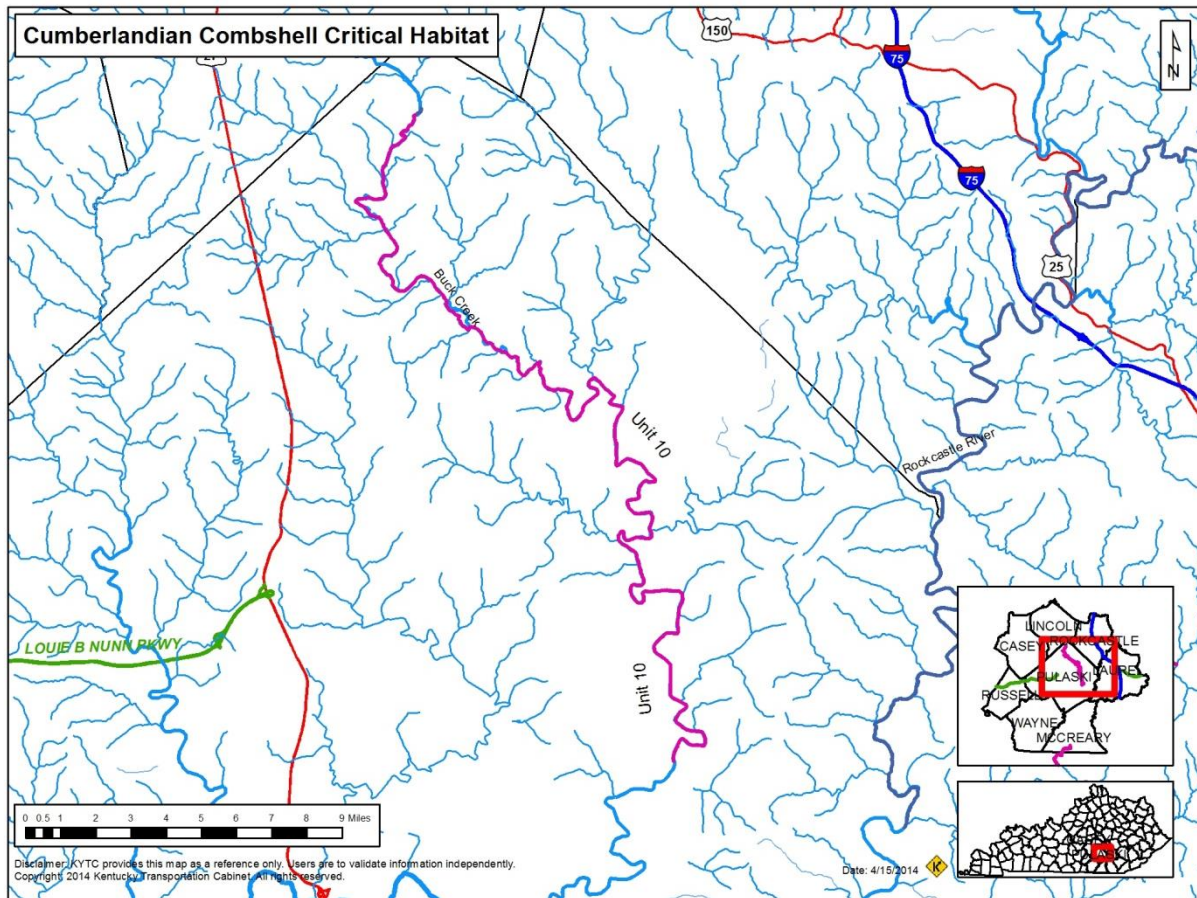 Cumberlandian Combshell Critical Habitat
150
75
N
75
25
Buck Creek
Unit 10
Rockcastle River
LOUIE B NUNN PKWY
Unit 10
LINCOLN
ROCKCASTLE
CASEY
LAUREL
PULASKI
RUSSELL
WAYNE
MCCREARY
0 0.5 1 2 3 4 5 6 7 8 9 Miles
Disclaimer: KYTC provides this map as a reference only. Users are to validate information independently.
Copyright: 2014 Kentucky Transportation Cabinet. All rights reserved.
Date: 4/15/2014